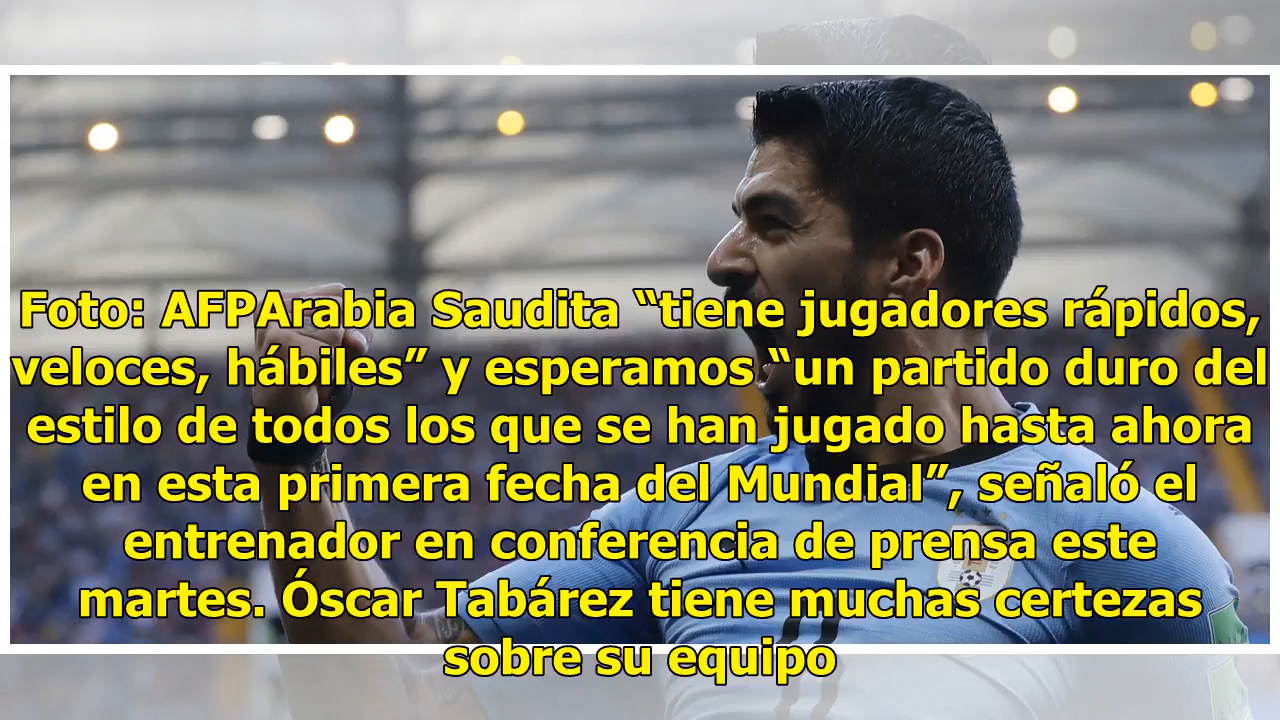 Foto: AFPArabia Saudita “tiene jugadores rápidos,
veloces, hábiles” y esperamos “un partido duro del
estilo de todos los que se han jugado hasta ahora
en esta primera fecha del Mundial”, señaló el
entrenador en conferencia de prensa este
martes. Óscar Tabárez tiene muchas certezas
sobre su equipo